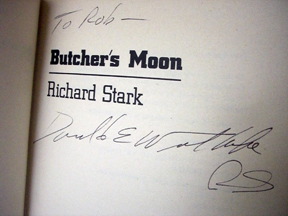 To Rob—
Butcher's Moon
Richard Stark
Donald E Westlake
RS